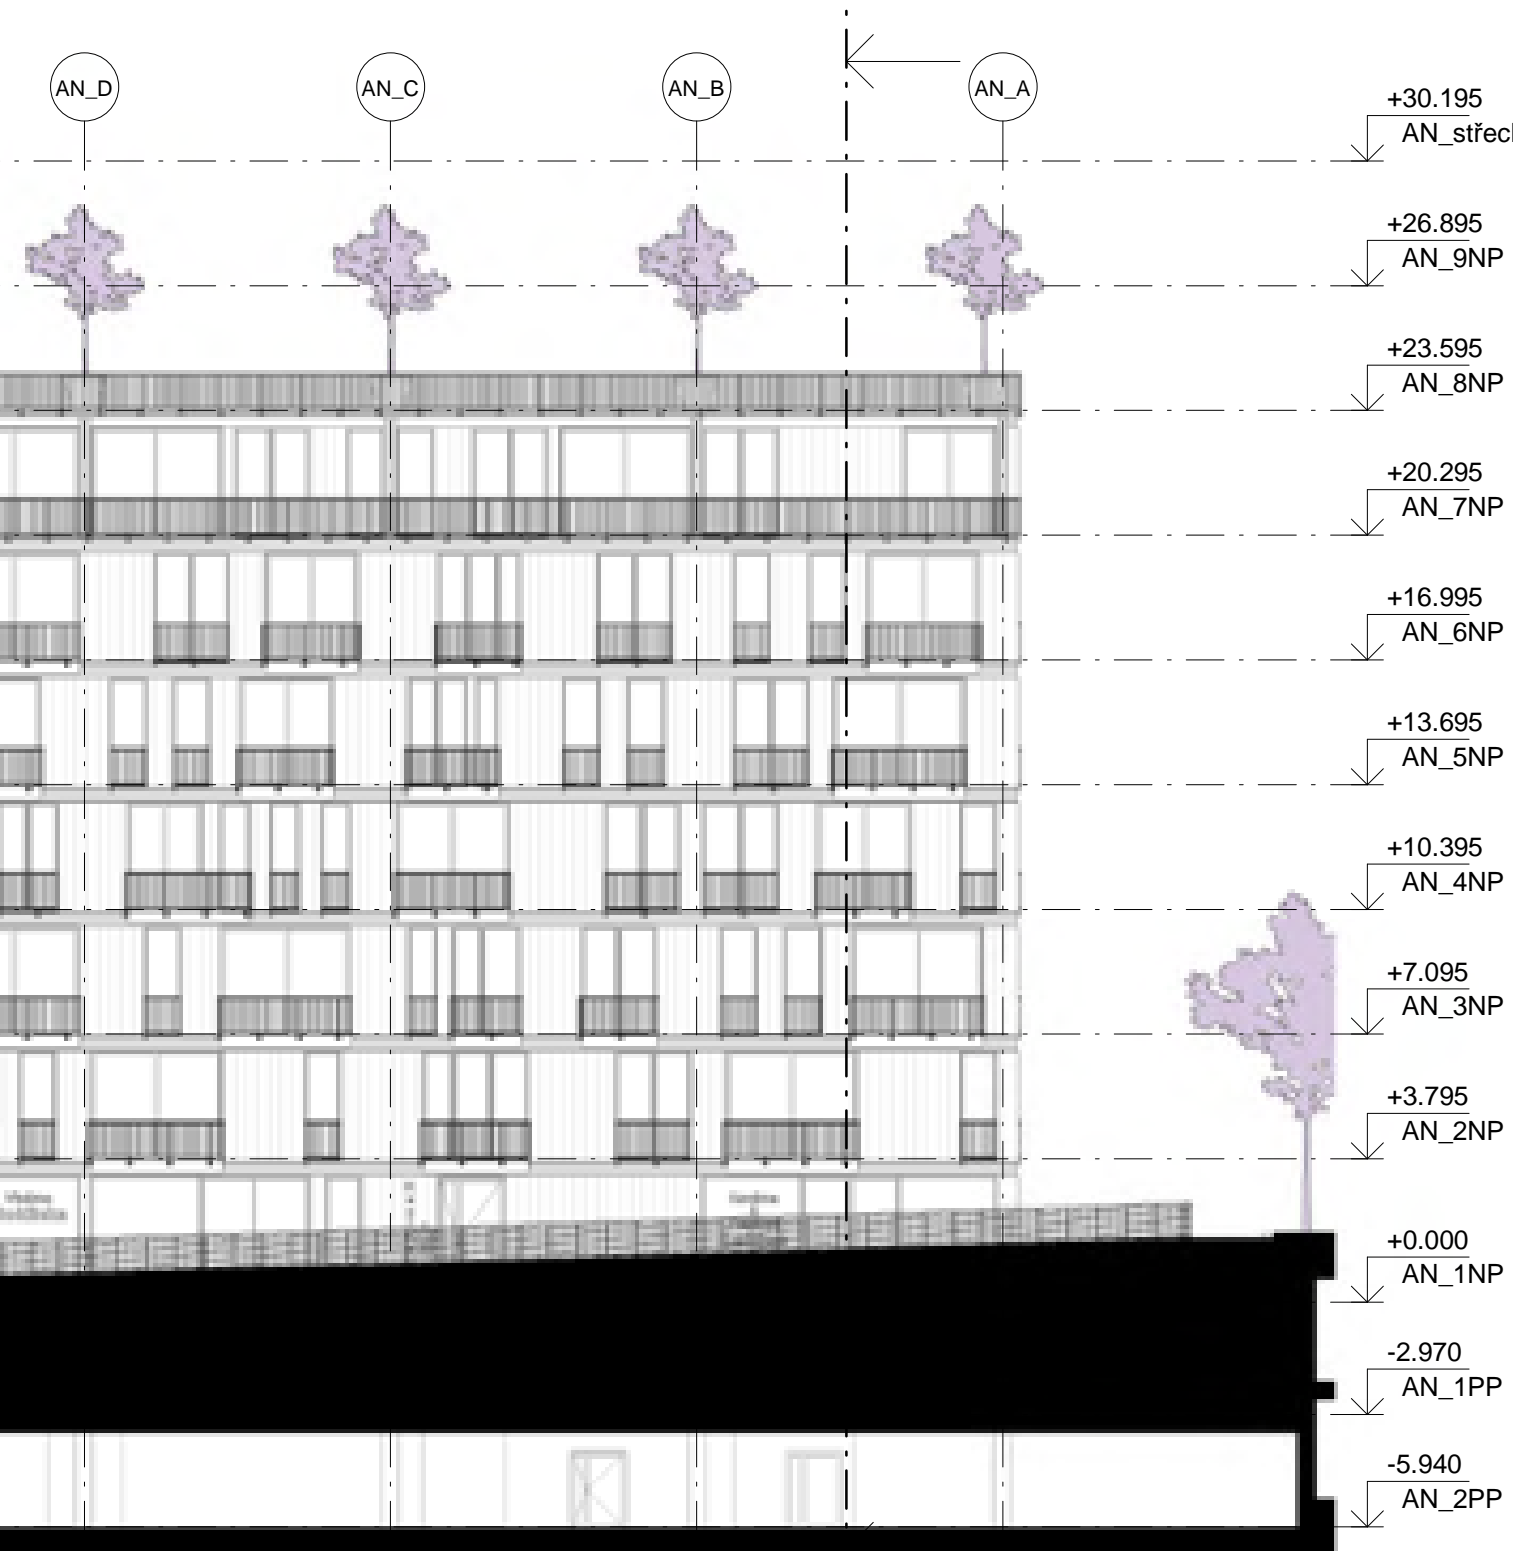 AN_D AN_C AN_B AN_A
+30.195
AN_střec
+26.895
AN_9NP
+23.595
AN_8NP
+20.295
AN_7NP
+16.995
AN_6NP
+13.695
AN_5NP
+10.395
AN_4NP
+7.095
AN_3NP
+3.795
AN_2NP
+0.000
AN_1NP
-2.970
AN_1PP
-5.940
AN_2PP